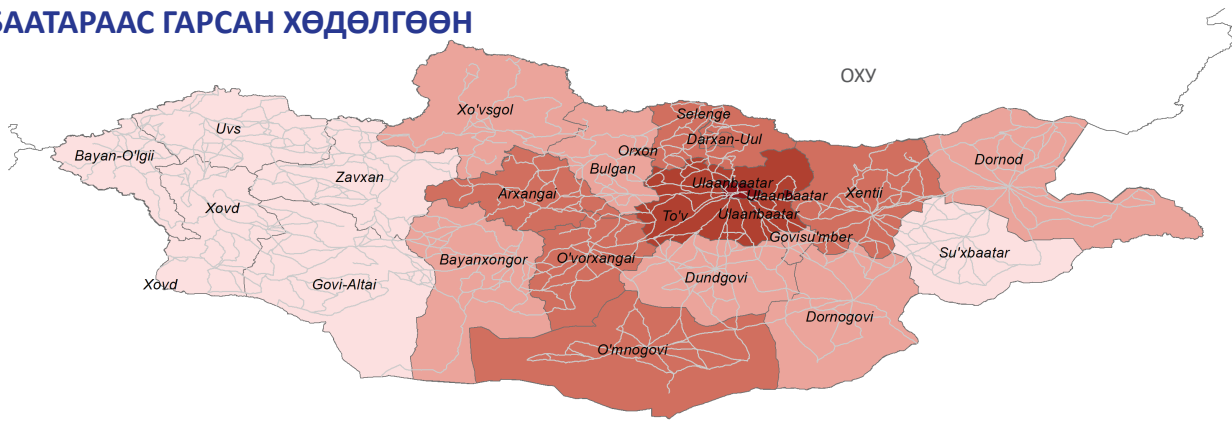 БААТАРААС ГАРСАН ХӨДӨЛГӨӨН
ОХУ
Xo'vsgol
Selenge
Uvs
Darxan-Uul
Orxon
Bayan-O'lgii
Bulgan
Dornod
Zavxan
Ulaanbaatar
Arxangai
Ulaanbaatar
Xentii
Xovd
To'v
Ulaanbaatar
Govisu'mber
Su'xbaatar
O'vorxangai
Bayanxongor
Dundgovi
Xovd
Govi-Altai
Dornogovi
O'mnogovi